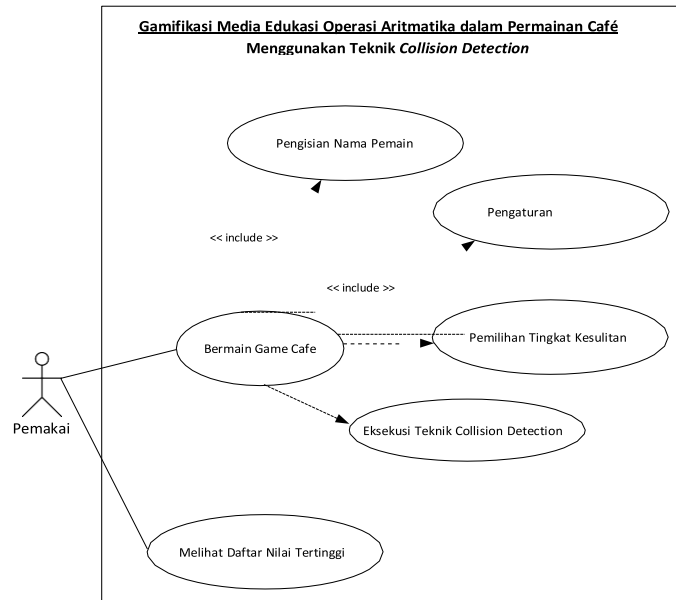 Gamifikasi Media Edukasi Operasi Aritmatika dalam Permainan Café
Menggunakan Teknik Collision Detection
Pengisian Nama Pemain
Pengaturan
<< include >>
<< include >>
Bermain Game Cafe
Pemilihan Tingkat Kesulitan
Pemakai
Eksekusi Teknik Collision Detection
Melihat Daftar Nilai Tertinggi